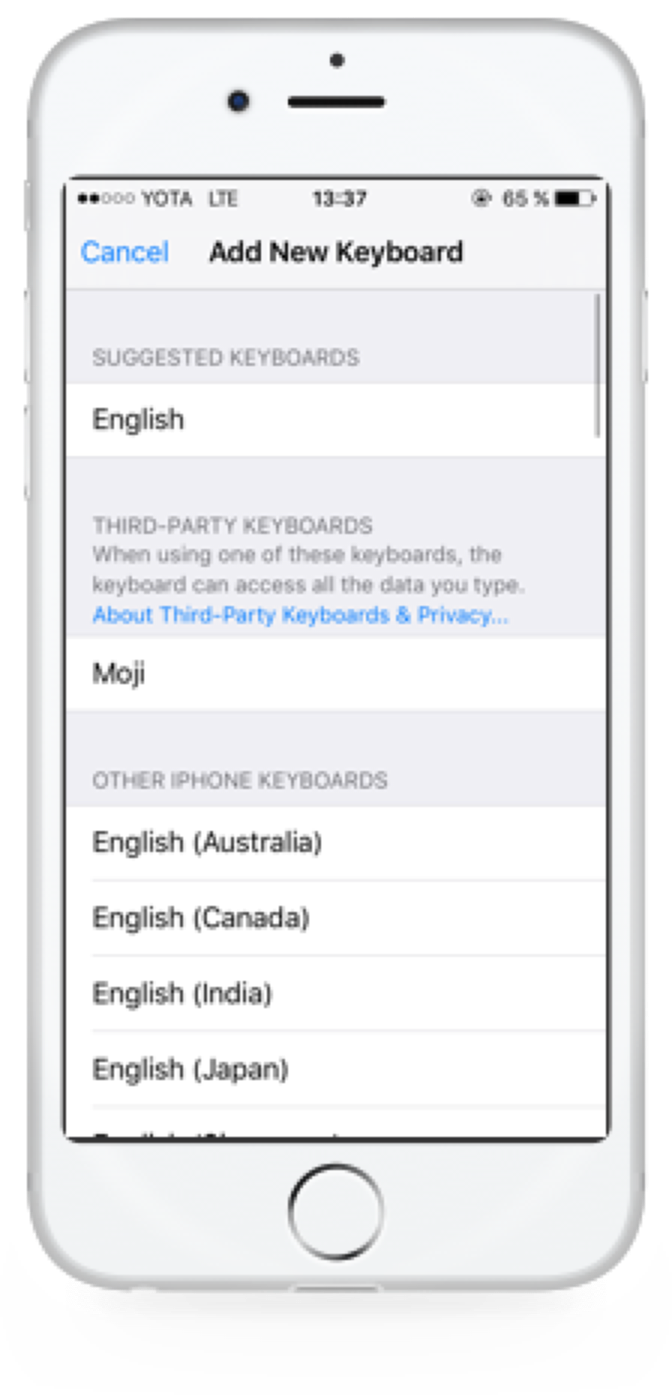 YOTA LTE 13:37 65 %
Cancel Add New Keyboard
SUGGESTED KEYBOARDS
English
THIRD-PARTY KEYBOARDS
When using one of these keyboards, the
keyboard can access all the data you type.
About Third-Party Keyboards & Privacy...
Moji
OTHER IPHONE KEYBOARDS
English (Australia)
English (Canada)
English (India)
English (Japan)